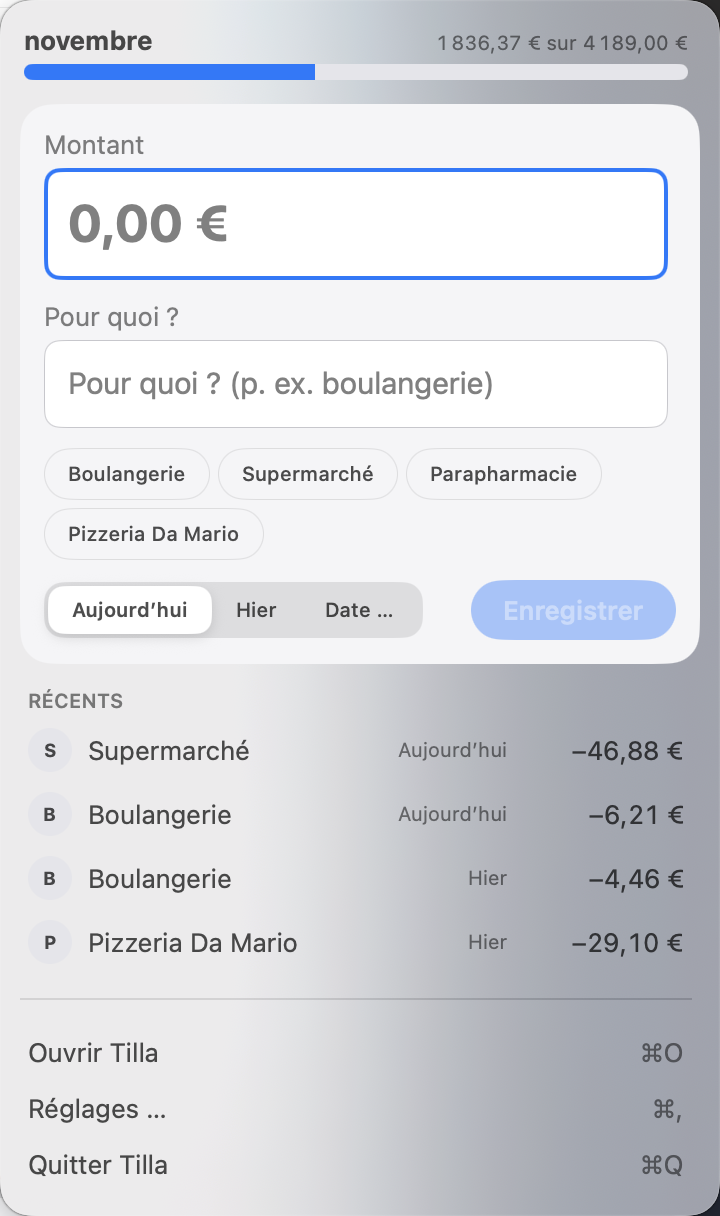 novembre 1 836,37 € sur 4 189,00 €
Montant
0,00 €
Pour quoi ?
Pour quoi ? (p. ex. boulangerie)
Boulangerie Supermarché Parapharmacie
Pizzeria Da Mario
Aujourd’hui Hier Date ... Enregistrer
RÉCENTS
S Supermarché Aujourd’hui −46,88 €
B Boulangerie Aujourd’hui −6,21 €
B Boulangerie Hier −4,46 €
P Pizzeria Da Mario Hier −29,10 €
Ouvrir Tilla ⌘O
Réglages ... ⌘,
Quitter Tilla ⌘Q